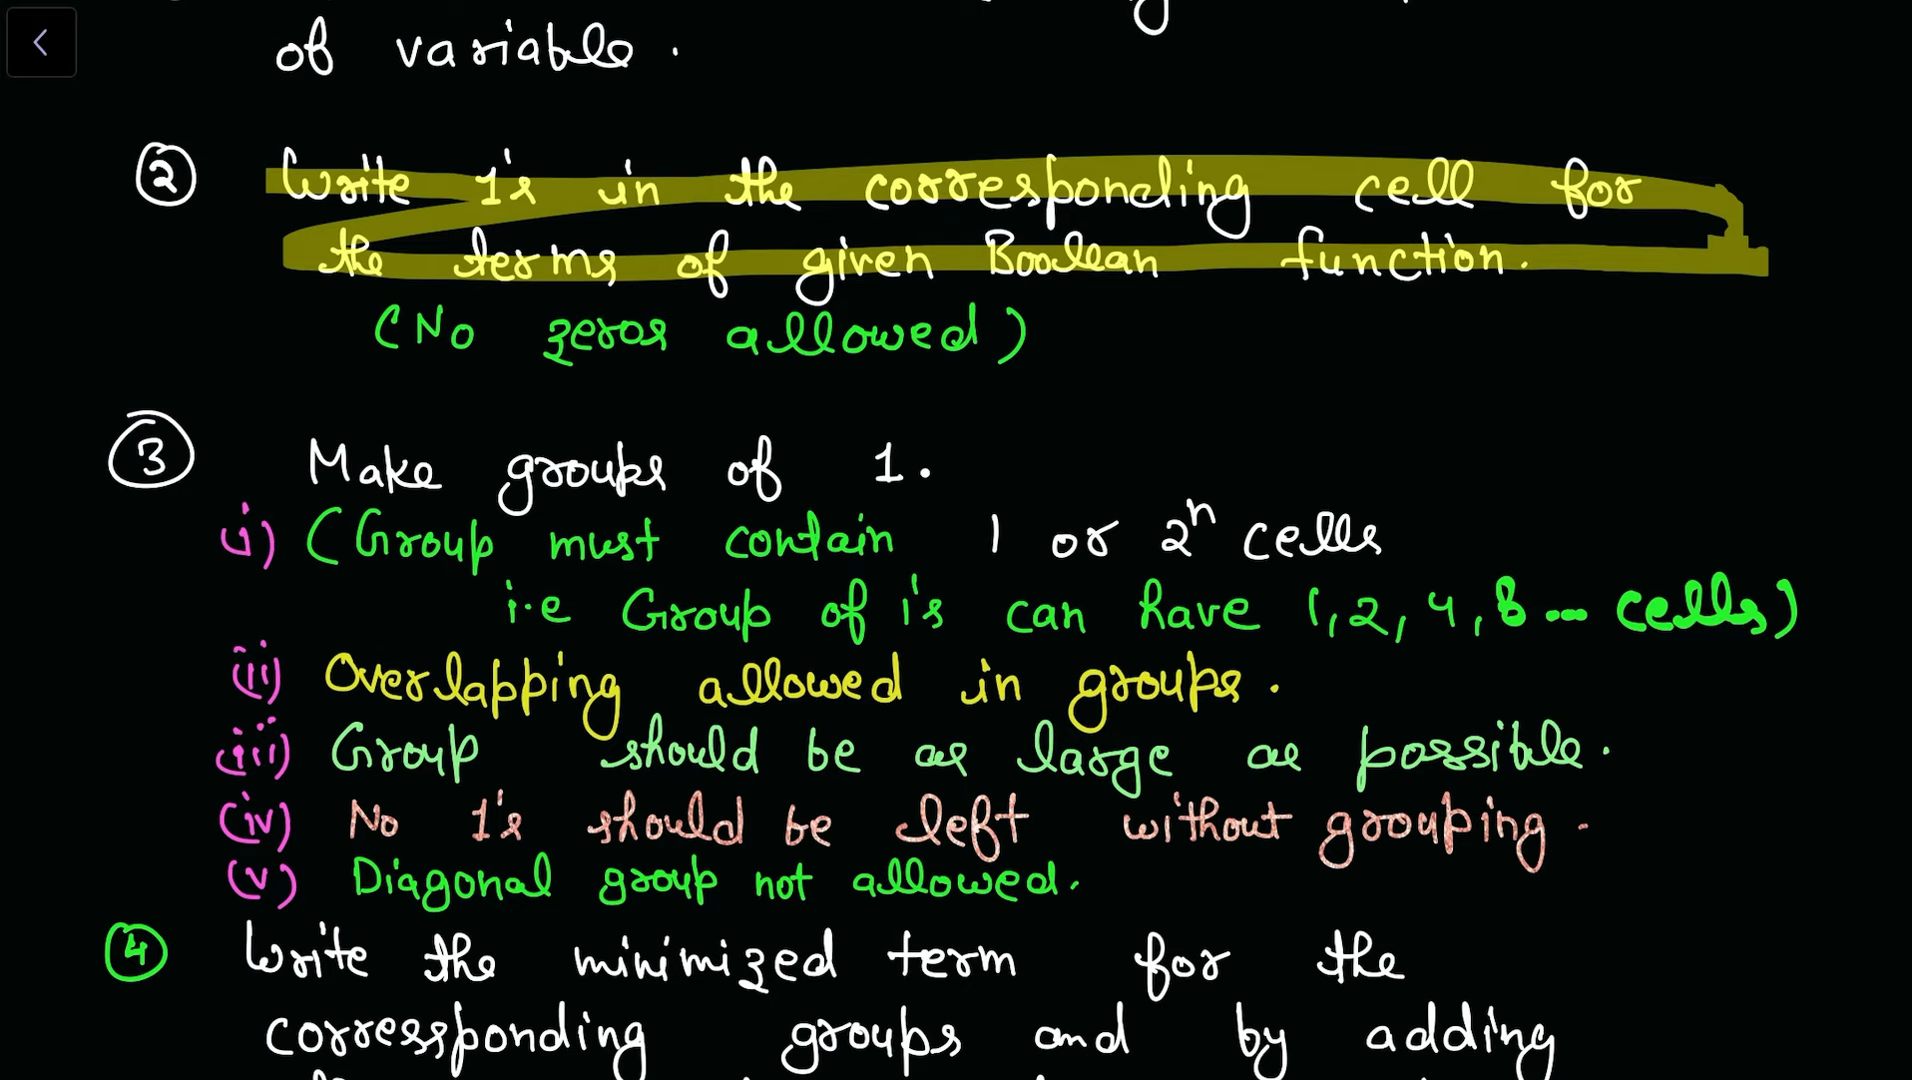 of variable.
② Write 1's in the corresponding cell for
the terms of given Boolean function.
(No zeros allowed)
③ Make groups of 1.
i) (Group must contain 1 or 2ⁿ cells
i.e Group of 1's can have 1, 2, 4, 8 ... cells)
(ii) Overlapping allowed in groups.
(iii) Group should be as large as possible.
(iv) No 1's should be left without grouping.
(v) Diagonal group not allowed.
④ Write the minimized term for the
corressponding groups and by adding